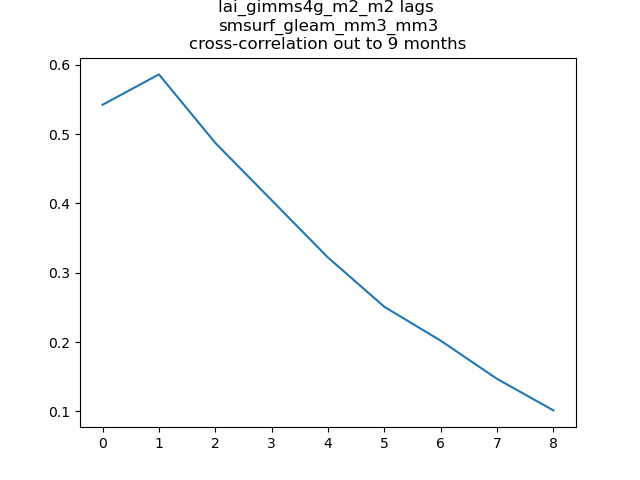 lai_gimms4g_m2_m2 lags
smsurf_gleam_mm3_mm3
cross-correlation out to 9 months
0.6
0.5
0.4
0.3
0.2
0.1
0 1 2 3 4 5 6 7 8